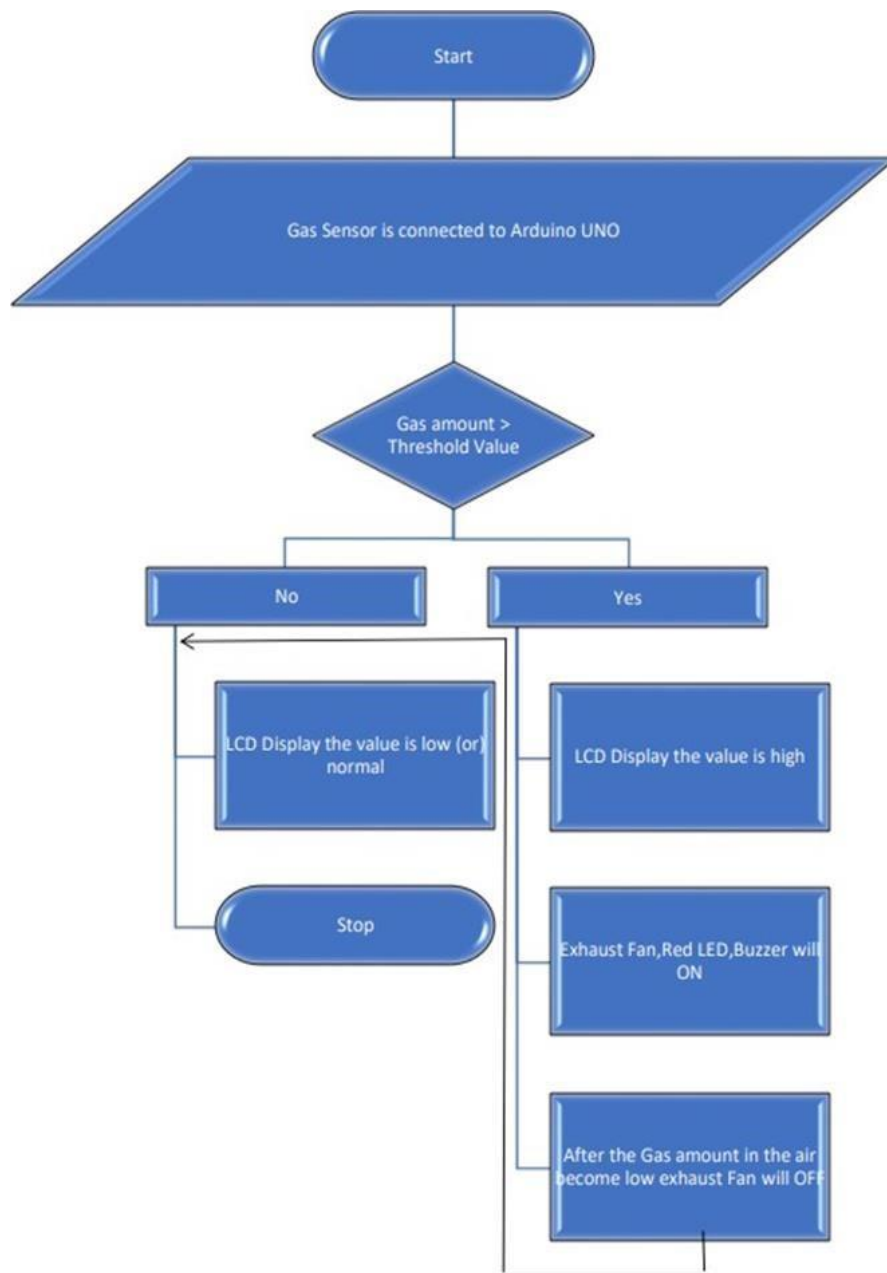 Start
Gas Sensor is connected to Arduino UNO
Gas amount >
Threshold Value
No
Yes
LCD Display the value is low (or)
normal
LCD Display the value is high
Stop
Exhaust Fan,Red LED,Buzzer will
ON
After the Gas amount in the air
become low exhaust Fan will OFF